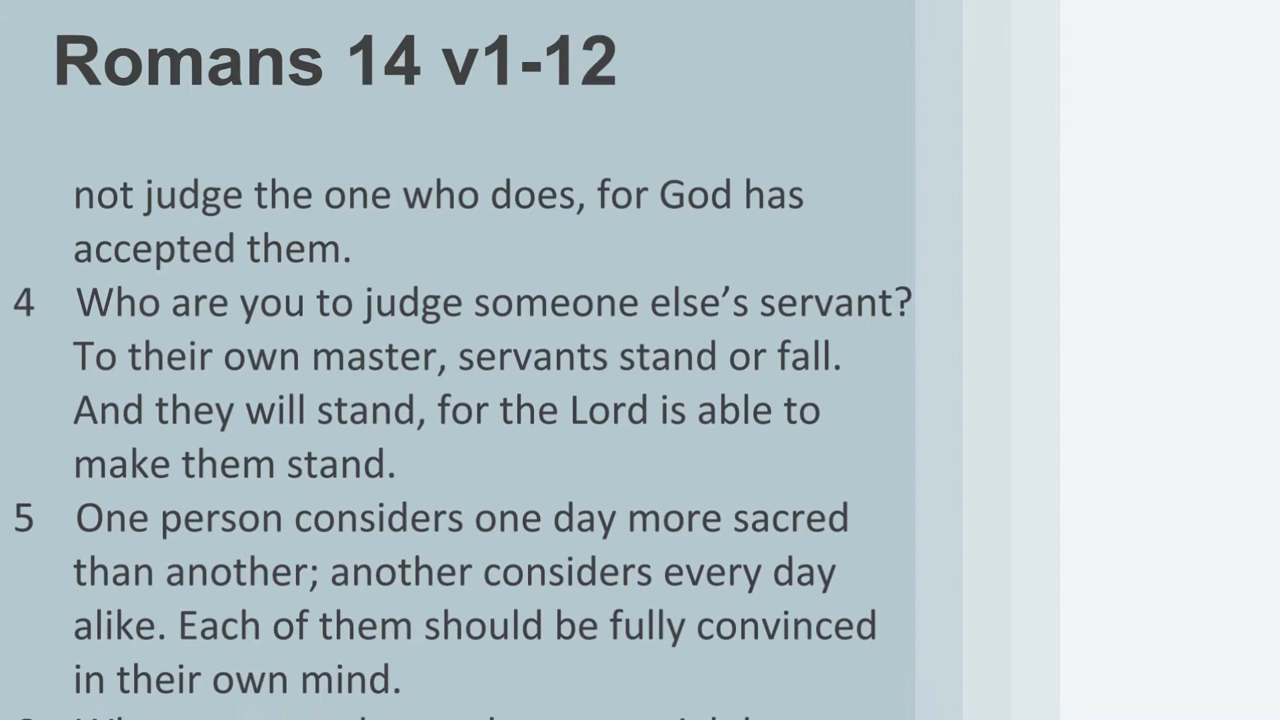 Romans 14 v1-12
not judge the one who does, for God has
accepted them.
4 Who are you to judge someone else’s servant?
To their own master, servants stand or fall.
And they will stand, for the Lord is able to
make them stand.
5 One person considers one day more sacred
than another; another considers every day
alike. Each of them should be fully convinced
in their own mind.